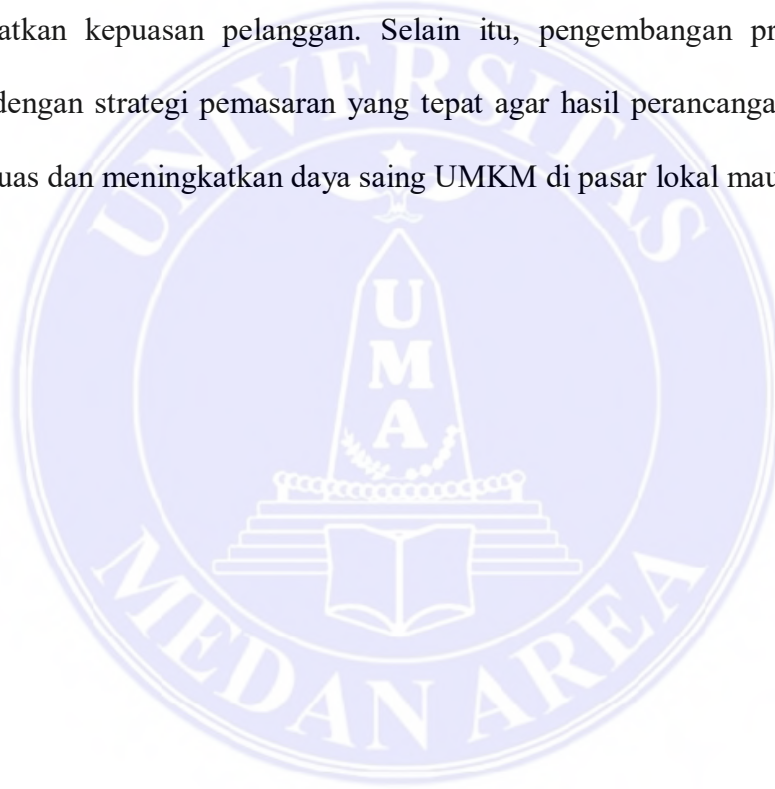 atkan kepuasan pelanggan. Selain itu, pengembangan pr
dengan strategi pemasaran yang tepat agar hasil perancanga
uas dan meningkatkan daya saing UMKM di pasar lokal mau
UNIVERSITAS
U
M
A
MEDAN AREA